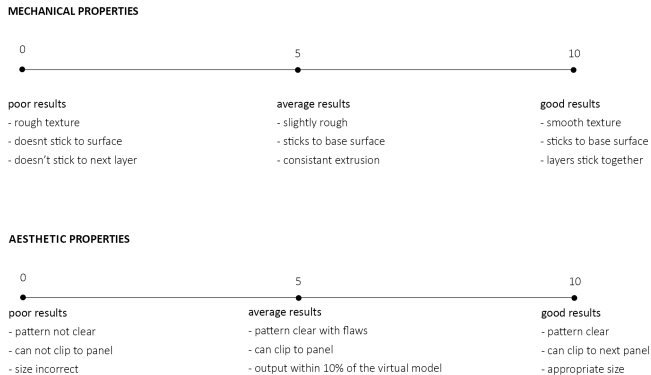 MECHANICAL PROPERTIES
0 5 10
poor results average results good results
- rough texture - slightly rough - smooth texture
- doesnt stick to surface - sticks to base surface - sticks to base surface
- doesn't stick to next layer - consistant extrusion - layers stick together
AESTHETIC PROPERTIES
0 5 10
poor results average results good results
- pattern not clear - pattern clear with flaws - pattern clear
- can not clip to panel - can clip to panel - can clip to next panel
- size incorrect - output within 10% of the virtual model - appropriate size